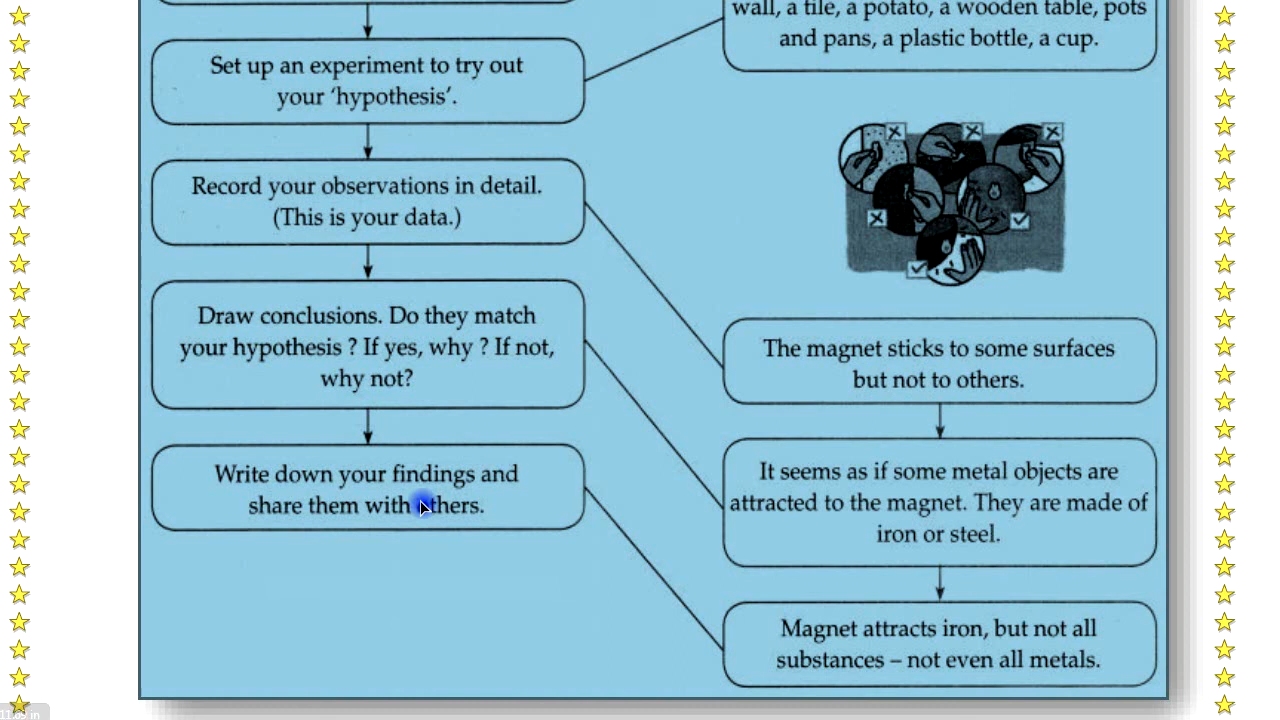 wall, a tile, a potato, a wooden table, pots
and pans, a plastic bottle, a cup.
Set up an experiment to try out
your ‘hypothesis’.
Record your observations in detail.
(This is your data.)
Draw conclusions. Do they match
your hypothesis ? If yes, why ? If not,
why not?
Write down your findings and
share them with others.
The magnet sticks to some surfaces
but not to others.
It seems as if some metal objects are
attracted to the magnet. They are made of
iron or steel.
Magnet attracts iron, but not all
substances – not even all metals.